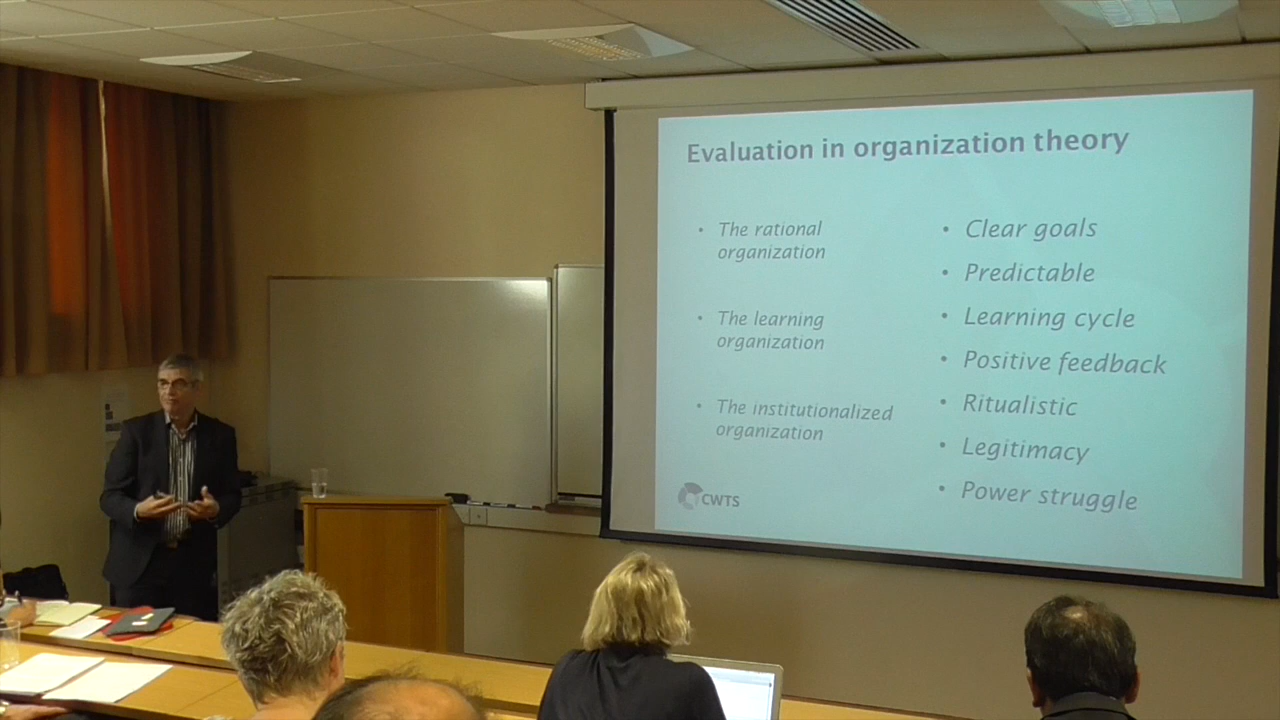 Evaluation in organization theory
• The rational
organization
• The learning
organization
• The institutionalized
organization
• Clear goals
• Predictable
• Learning cycle
• Positive feedback
• Ritualistic
• Legitimacy
• Power struggle
CWTS